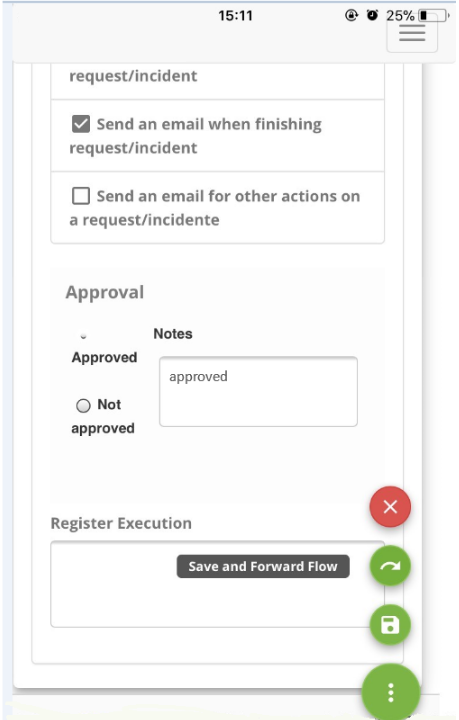 15:11
25%
request/incident
Send an email when finishing
request/incident
Send an email for other actions on
a request/incidente
Approval
Notes
Approved
approved
Not
approved
Register Execution
Save and Forward Flow